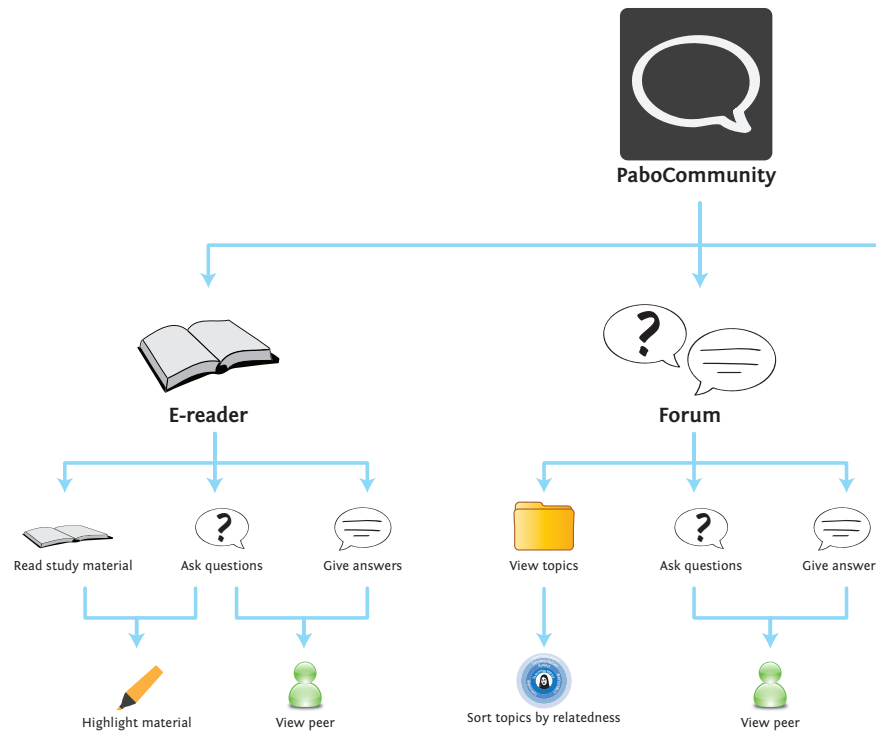 PaboCommunity
E-reader
Forum
?
?
?
Read study material
Ask questions
Give answers
View topics
Ask questions
Give answer
Highlight material
View peer
Sort topics by relatedness
View peer